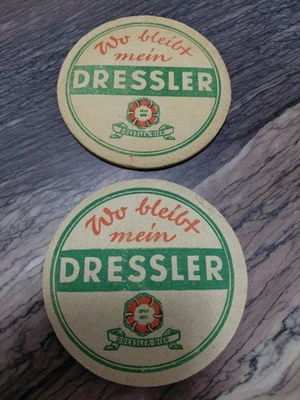 Wo bleibt
mein
DRESSLER
DRESSLER-BIER
Wo bleibt
mein
DRESSLER
DRESSLER-BIER